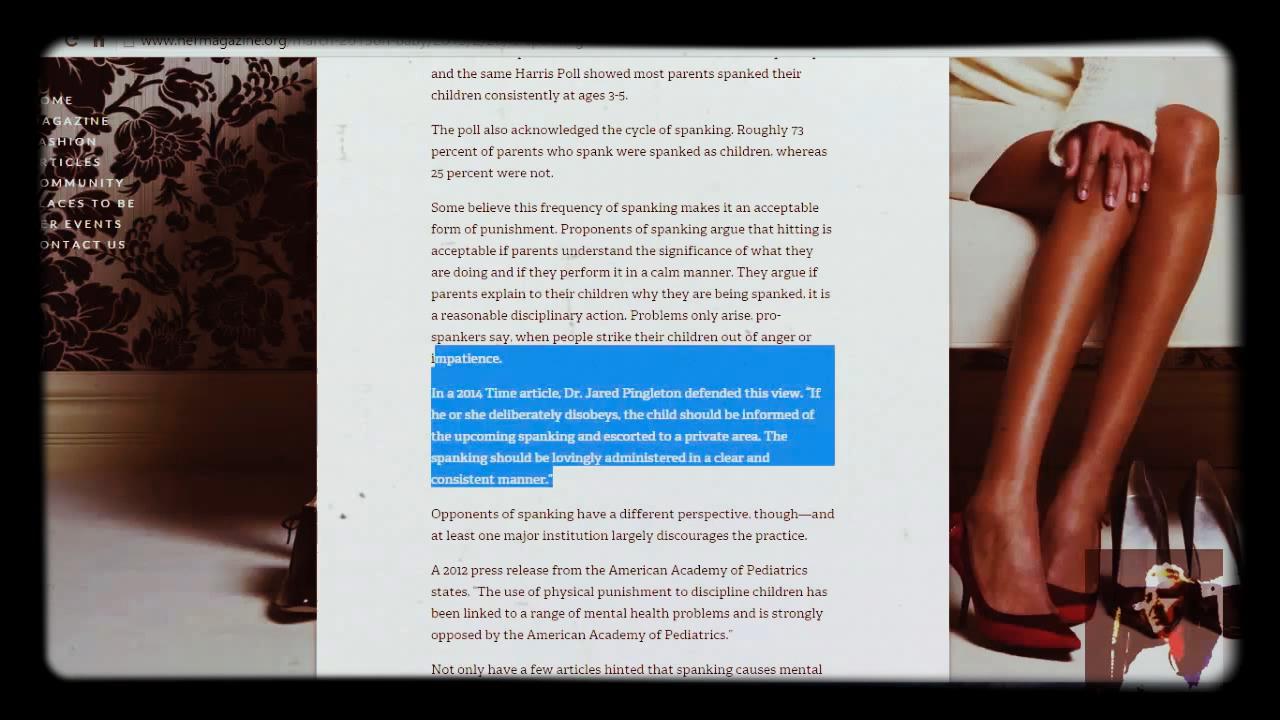 www.hermagazine.org
OME
AGAZINE
ASHION
RTICLES
OMMUNITY
LACES TO BE
ER EVENTS
ONTACT US
and the same Harris Poll showed most parents spanked their
children consistently at ages 3-5.
The poll also acknowledged the cycle of spanking. Roughly 73
percent of parents who spank were spanked as children, whereas
25 percent were not.
Some believe this frequency of spanking makes it an acceptable
form of punishment. Proponents of spanking argue that hitting is
acceptable if parents understand the significance of what they
are doing and if they perform it in a calm manner. They argue if
parents explain to their children why they are being spanked, it is
a reasonable disciplinary action. Problems only arise, pro-
spankers say, when people strike their children out of anger or
impatience.
In a 2014 Time article, Dr. Jared Pingleton defended this view. "If
he or she deliberately disobeys, the child should be informed of
the upcoming spanking and escorted to a private area. The
spanking should be lovingly administered in a clear and
consistent manner."
Opponents of spanking have a different perspective, though—and
at least one major institution largely discourages the practice.
A 2012 press release from the American Academy of Pediatrics
states, "The use of physical punishment to discipline children has
been linked to a range of mental health problems and is strongly
opposed by the American Academy of Pediatrics."
Not only have a few articles hinted that spanking causes mental